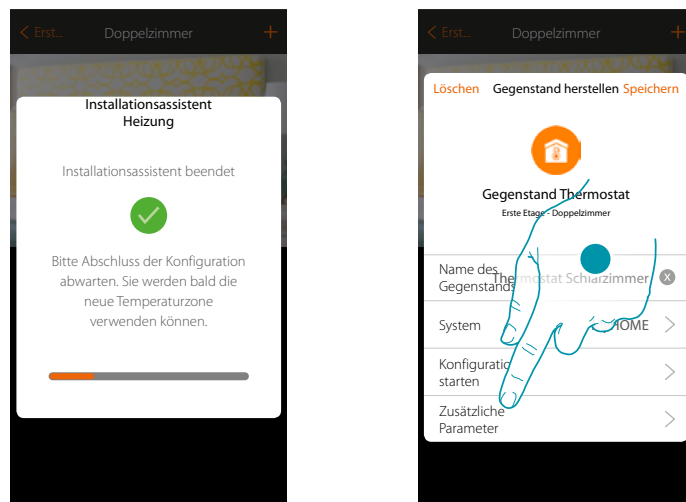 Erst...
Doppelzimmer
Installationsassistent
Heizung
Installationsassistent beendet
Bitte Abschluss der Konfiguration
abwarten. Sie werden bald die
neue Temperaturzone
verwenden können.
Erst...
Doppelzimmer
Löschen Gegenstand herstellen Speichern
Gegenstand Thermostat
Erste Etage - Doppelzimmer
Name des
Gegenstands
Thermostat Schlafzimmer
System
HOME
starten
Zusätzliche
Parameter